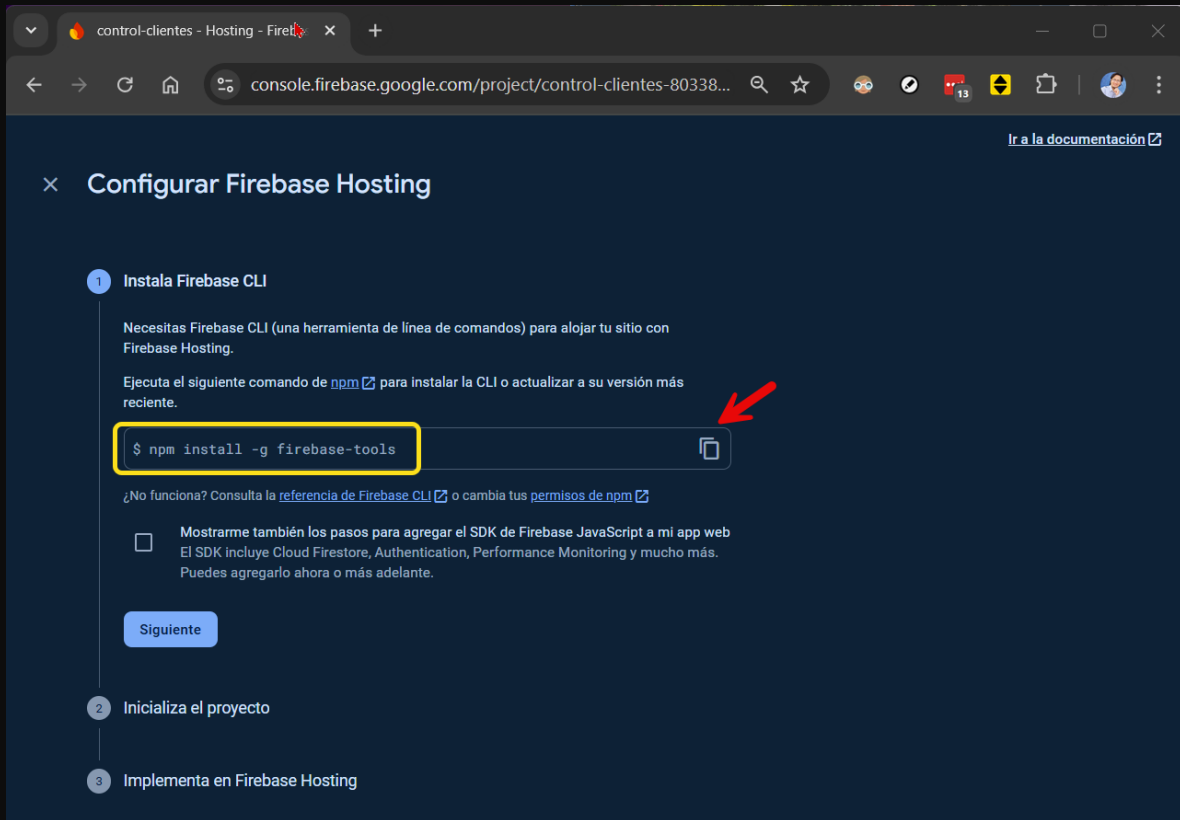 control-clientes - Hosting - Fireb
console.firebase.google.com/project/control-clientes-80338...
13
Ir a la documentación
Configurar Firebase Hosting
1 Instala Firebase CLI
Necesitas Firebase CLI (una herramienta de línea de comandos) para alojar tu sitio con
Firebase Hosting.
Ejecuta el siguiente comando de npm para instalar la CLI o actualizar a su versión más
reciente.
$ npm install -g firebase-tools
¿No funciona? Consulta la referencia de Firebase CLI o cambia tus permisos de npm
Mostrarme también los pasos para agregar el SDK de Firebase JavaScript a mi app web
El SDK incluye Cloud Firestore, Authentication, Performance Monitoring y mucho más.
Puedes agregarlo ahora o más adelante.
Siguiente
2 Inicializa el proyecto
3 Implementa en Firebase Hosting